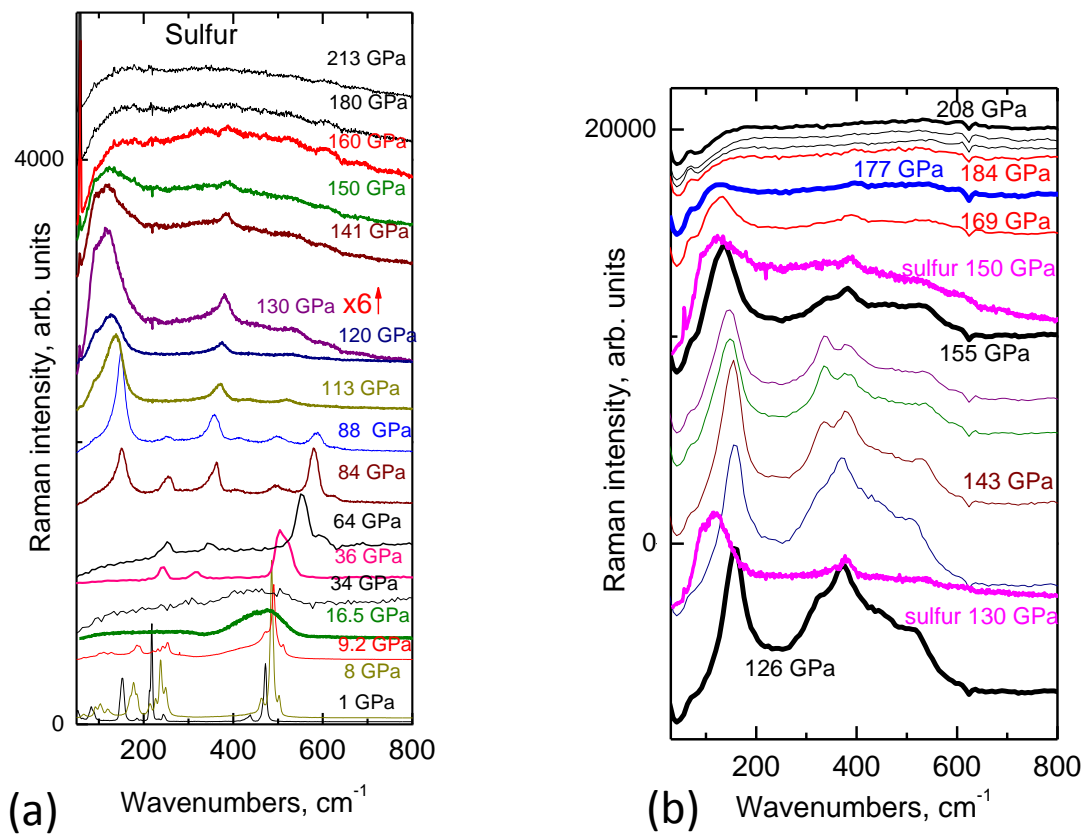 Sulfur
213 GPa
180 GPa
160 GPa
150 GPa
141 GPa
130 GPa x6↑
120 GPa
113 GPa
88 GPa
84 GPa
64 GPa
36 GPa
34 GPa
16.5 GPa
9.2 GPa
8 GPa
1 GPa
4000
0
Raman intensity, arb. units
200 400 600 800
Wavenumbers, cm-1
(a)
208 GPa
184 GPa
177 GPa
169 GPa
sulfur 150 GPa
155 GPa
143 GPa
sulfur 130 GPa
126 GPa
20000
0
Raman intensity, arb. units
200 400 600 800
Wavenumbers, cm-1
(b)